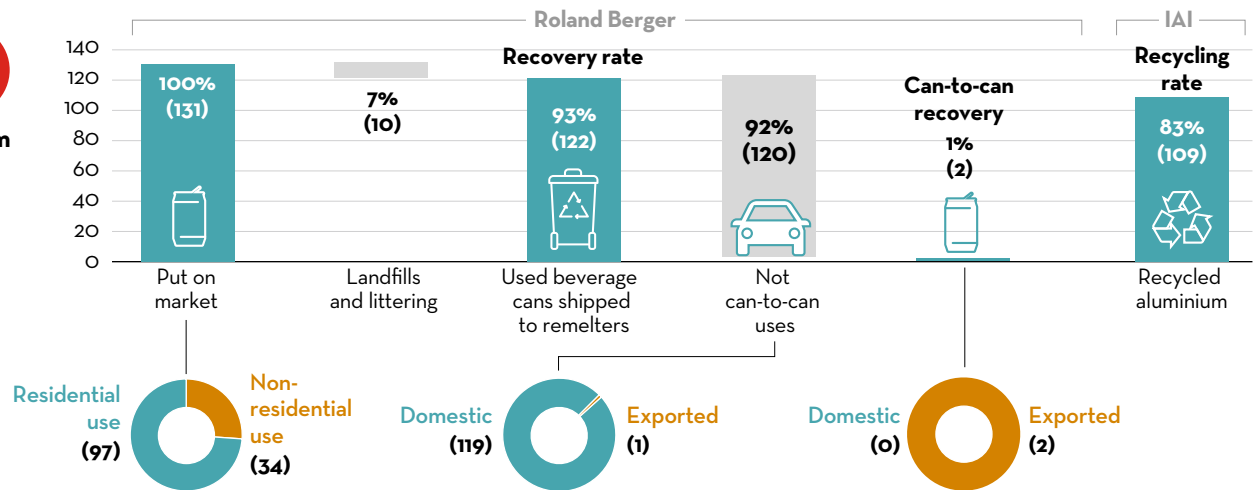 Roland Berger
IAI
140
120
100
80
60
40
20
0
m
100%
(131)
7%
(10)
Recovery rate
93%
(122)
92%
(120)
Can-to-can
recovery
1%
(2)
Recycling
rate
83%
(109)
Put on
market
Landfills
and littering
Used beverage
cans shipped
to remelters
Not
can-to-can
uses
Recycled
aluminium
Residential
use
(97)
Non-
residential
use
(34)
Domestic
(119)
Exported
(1)
Domestic
(0)
Exported
(2)